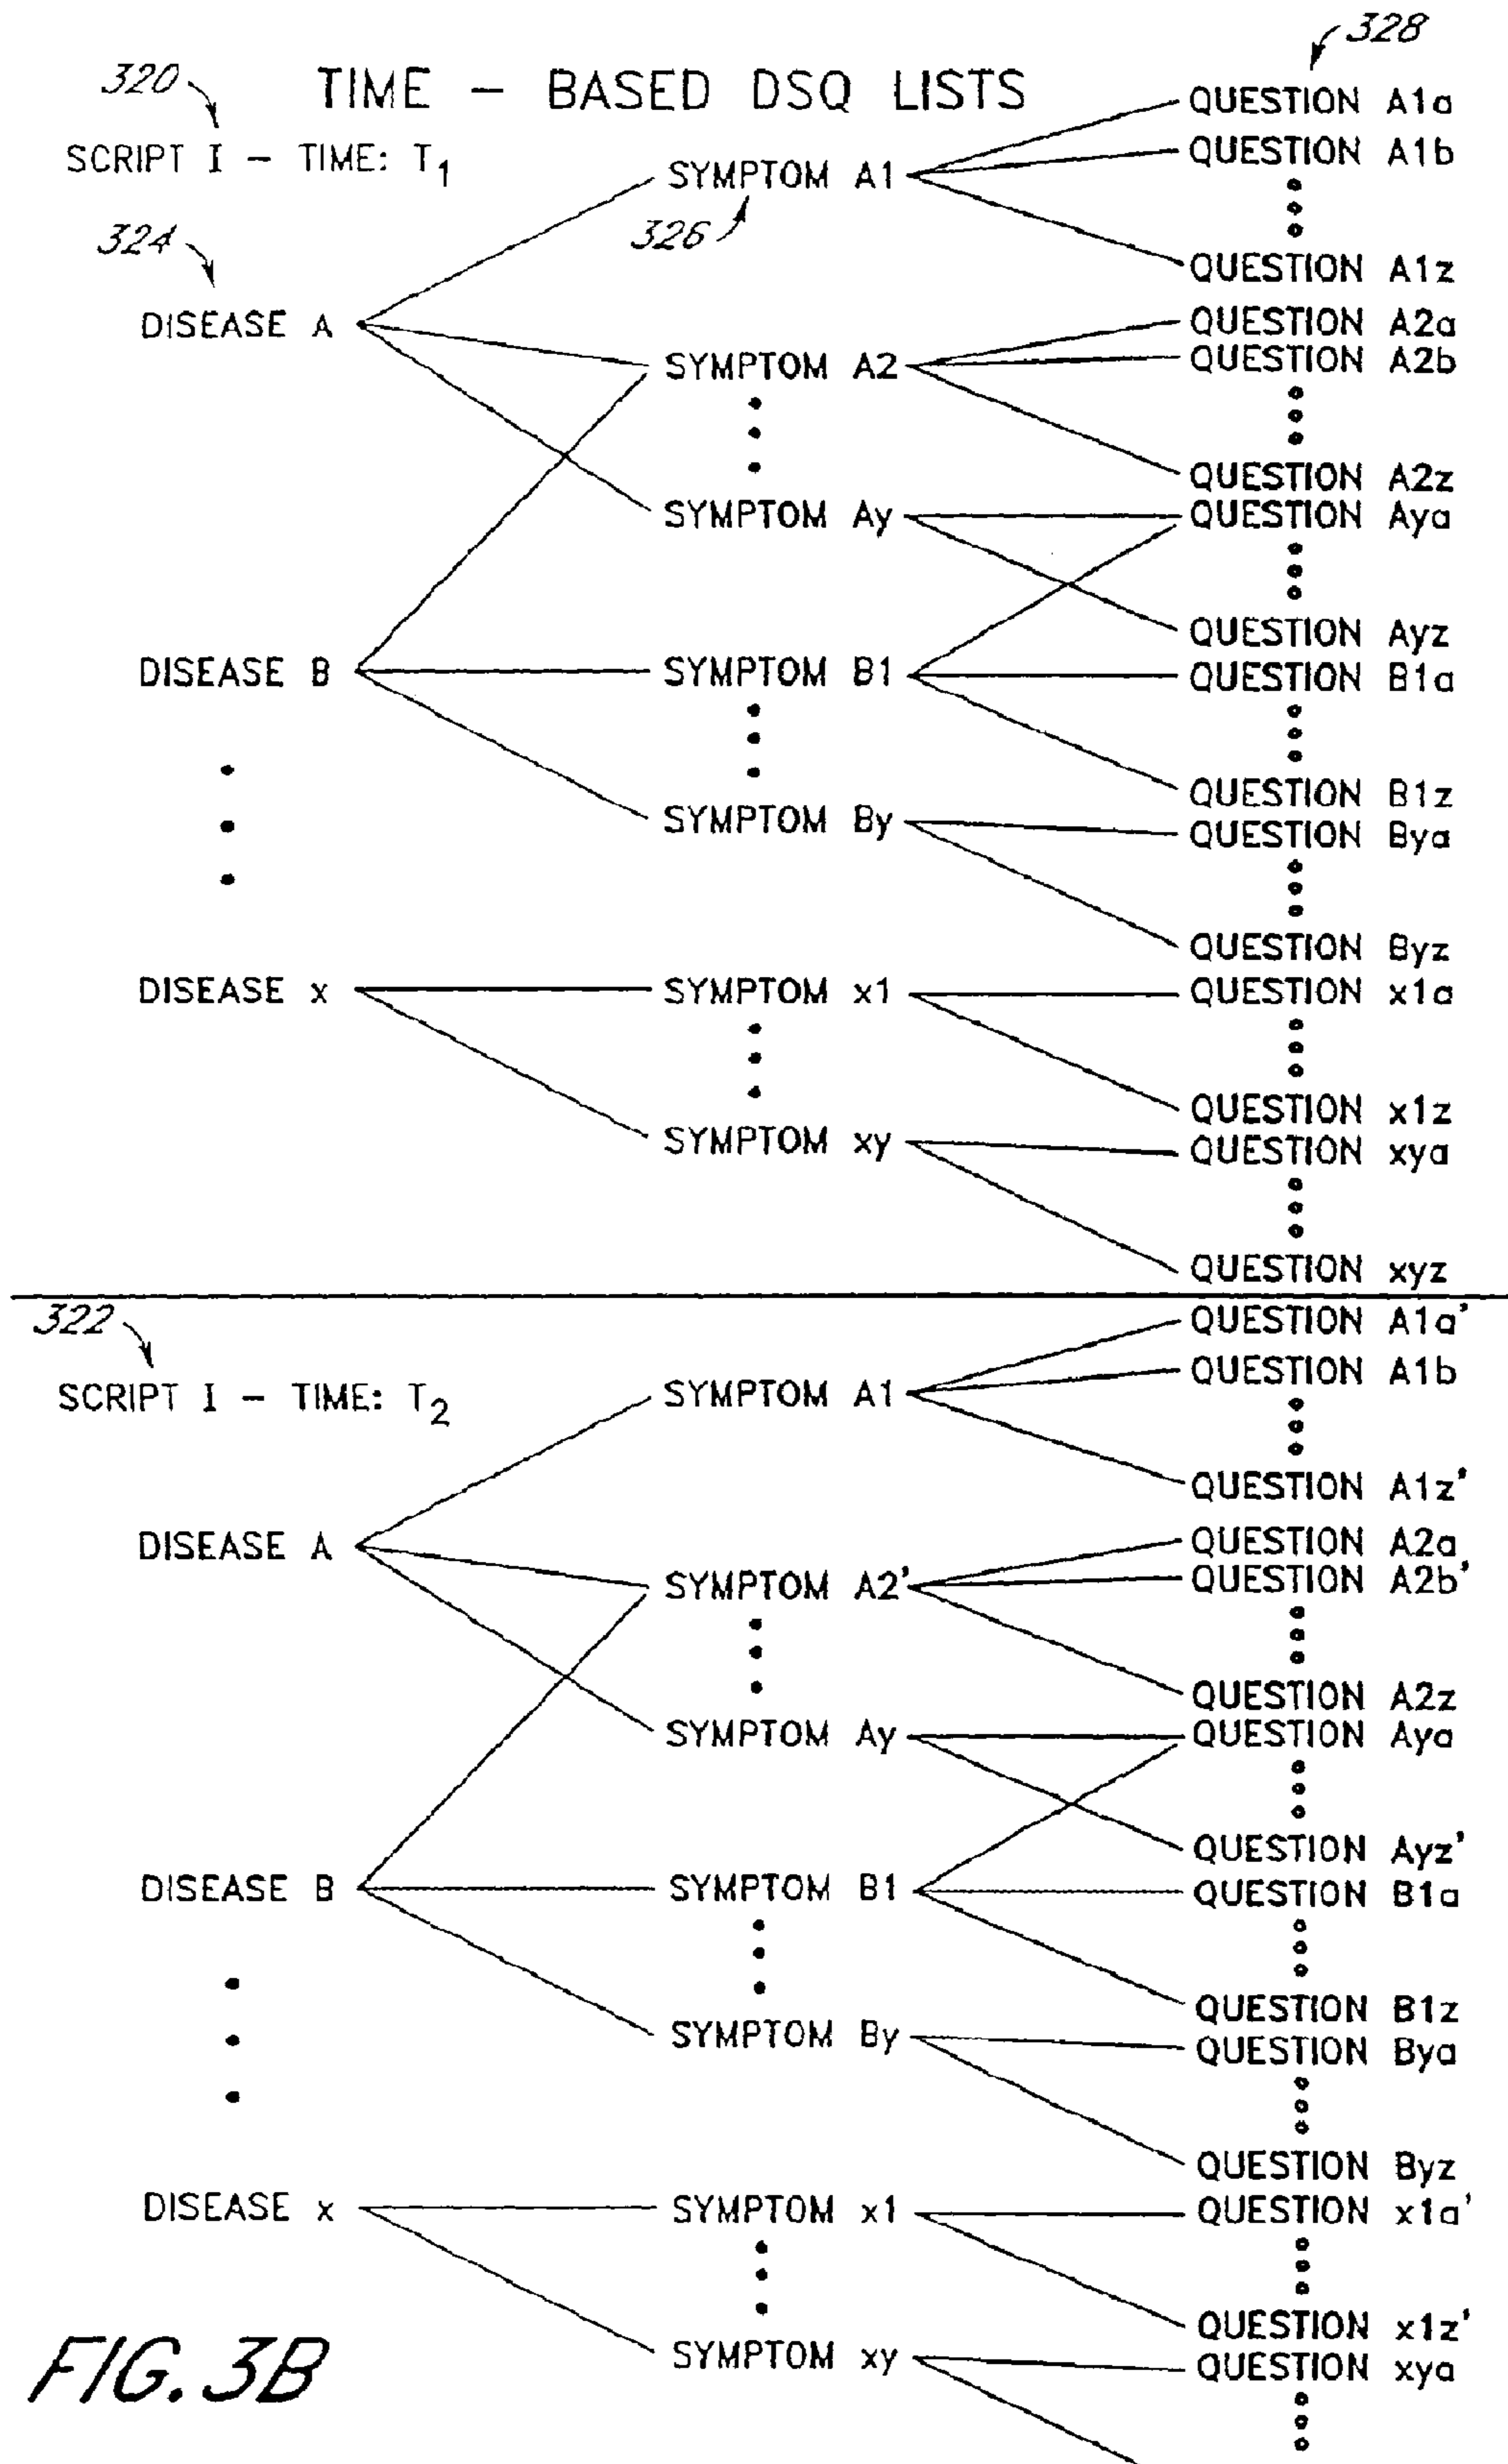 328
320
TIME - BASED DSQ LISTS
QUESTION A1a
SCRIPT I - TIME: T1
QUESTION A1b
SYMPTOM A1
326
324
QUESTION A1z
DISEASE A
QUESTION A2a
SYMPTOM A2
QUESTION A2b
QUESTION A2z
SYMPTOM Ay
QUESTION Aya
QUESTION Ayz
DISEASE B
SYMPTOM B1
QUESTION B1a
QUESTION B1z
SYMPTOM By
QUESTION Bya
QUESTION Byz
DISEASE x
SYMPTOM x1
QUESTION x1a
QUESTION x1z
SYMPTOM xy
QUESTION xya
QUESTION xyz
322
QUESTION A1a'
SCRIPT I - TIME: T2
SYMPTOM A1
QUESTION A1b
QUESTION A1z'
DISEASE A
QUESTION A2a
SYMPTOM A2'
QUESTION A2b'
QUESTION A2z
SYMPTOM Ay
QUESTION Aya
QUESTION Ayz'
DISEASE B
SYMPTOM B1
QUESTION B1a
QUESTION B1z
SYMPTOM By
QUESTION Bya
QUESTION Byz
DISEASE x
SYMPTOM x1
QUESTION x1a'
QUESTION x1z'
SYMPTOM xy
QUESTION xya
FIG. 3B